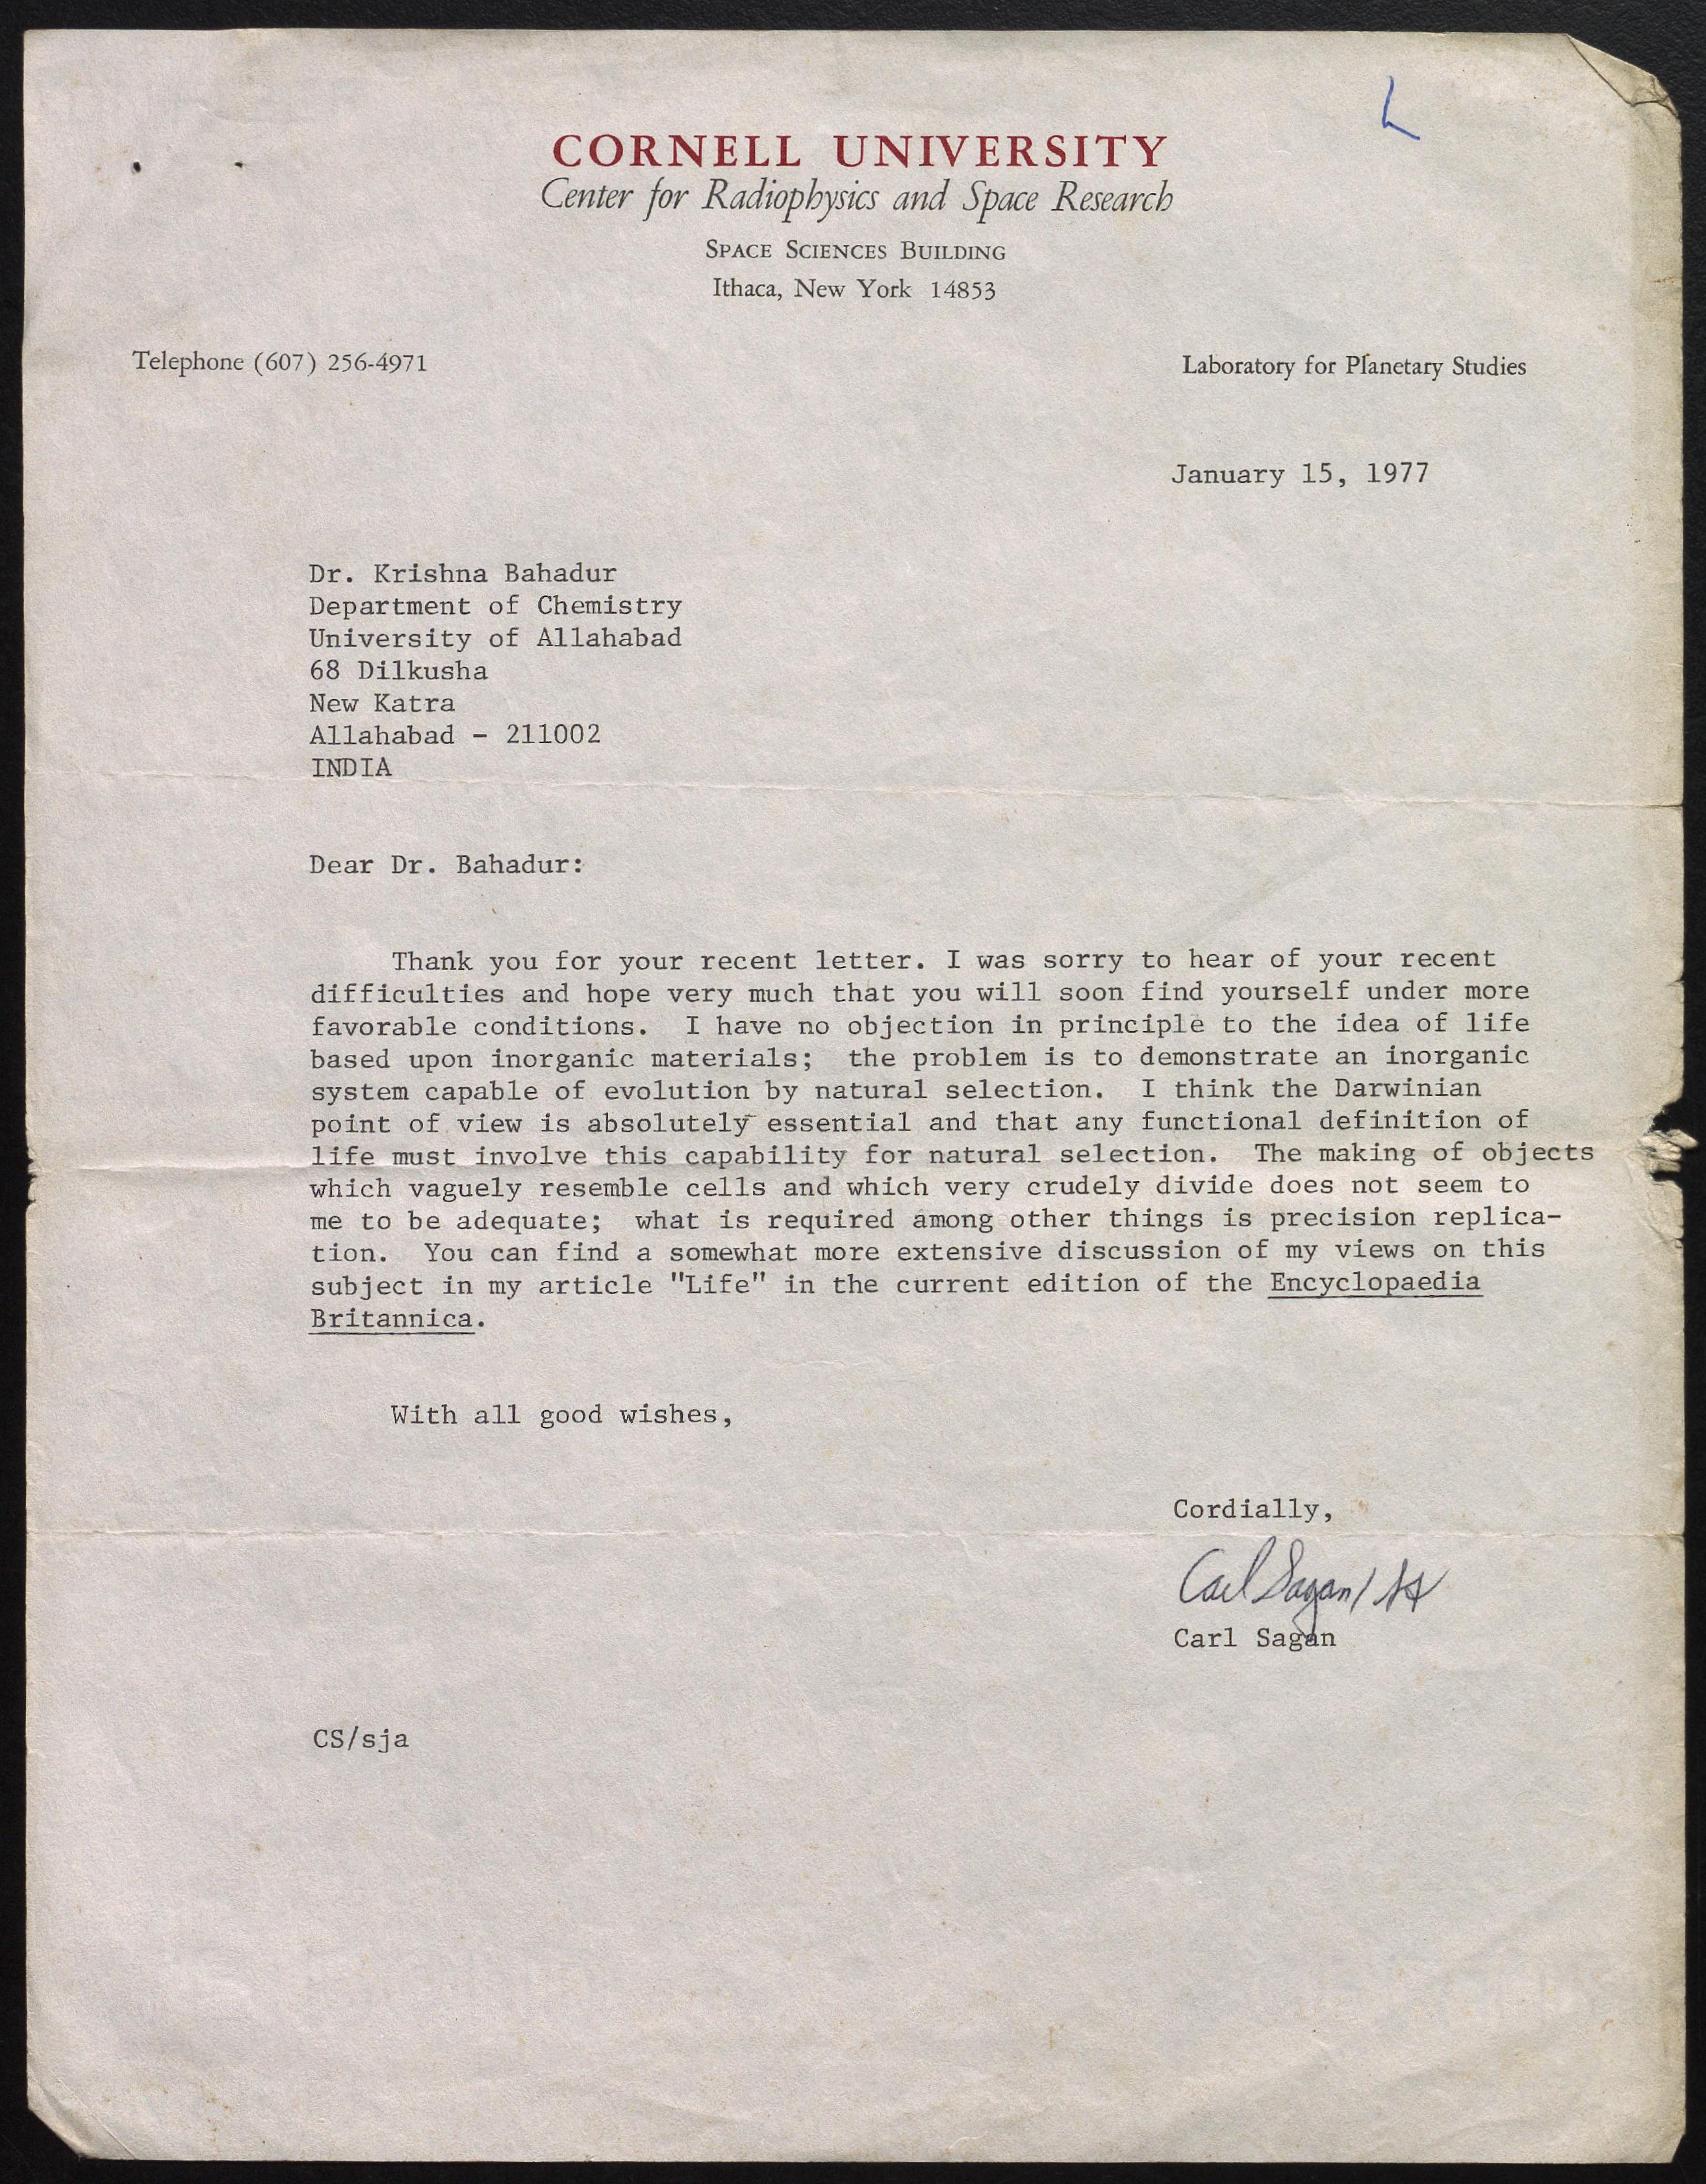 CORNELL UNIVERSITY
Center for Radiophysics and Space Research
SPACE SCIENCES BUILDING
Ithaca, New York 14853
Telephone (607) 256-4971
Laboratory for Planetary Studies
January 15, 1977
Dr. Krishna Bahadur
Department of Chemistry
University of Allahabad
68 Dilkusha
New Katra
Allahabad - 211002
INDIA
Dear Dr. Bahadur:
Thank you for your recent letter. I was sorry to hear of your recent
difficulties and hope very much that you will soon find yourself under more
favorable conditions. I have no objection in principle to the idea of life
based upon inorganic materials; the problem is to demonstrate an inorganic
system capable of evolution by natural selection. I think the Darwinian
point of view is absolutely essential and that any functional definition of
life must involve this capability for natural selection. The making of objects
which vaguely resemble cells and which very crudely divide does not seem to
me to be adequate; what is required among other things is precision replica-
tion. You can find a somewhat more extensive discussion of my views on this
subject in my article "Life" in the current edition of the Encyclopaedia
Britannica.
With all good wishes,
Cordially,
Carl Sagan/
Carl Sagan
CS/sja